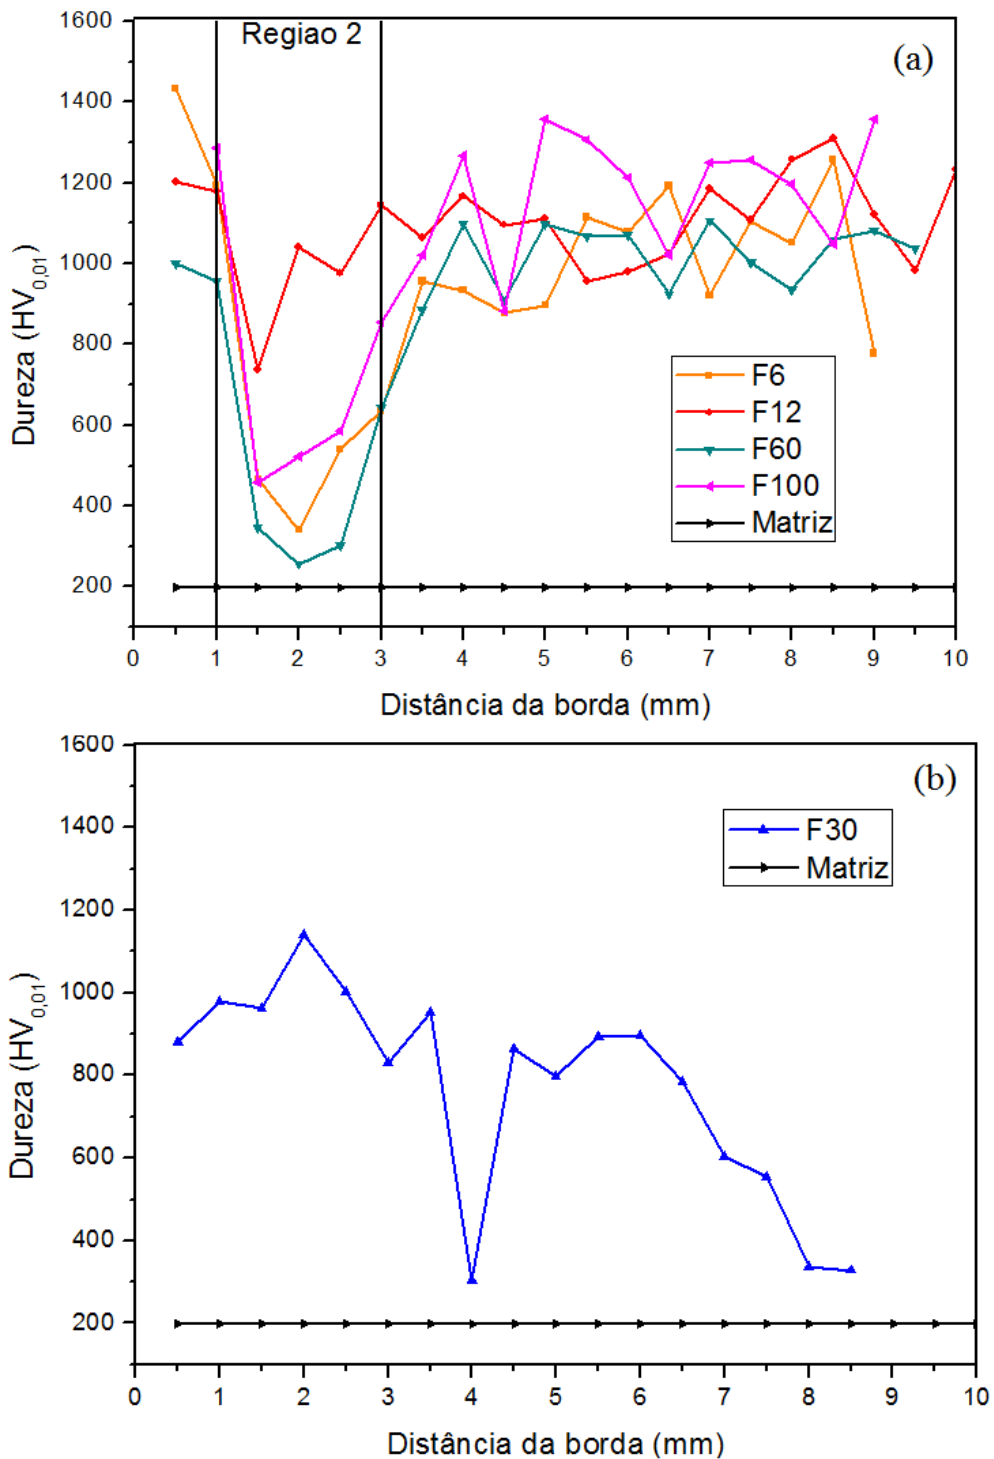 1600
1400
1200
1000
800
600
400
200
Dureza (HV0,01)
Regiao 2
(a)
F6
F12
F60
F100
Matriz
0 1 2 3 4 5 6 7 8 9 10
Distância da borda (mm)
1600
1400
1200
1000
800
600
400
200
Dureza (HV0,01)
(b)
F30
Matriz
0 1 2 3 4 5 6 7 8 9 10
Distância da borda (mm)